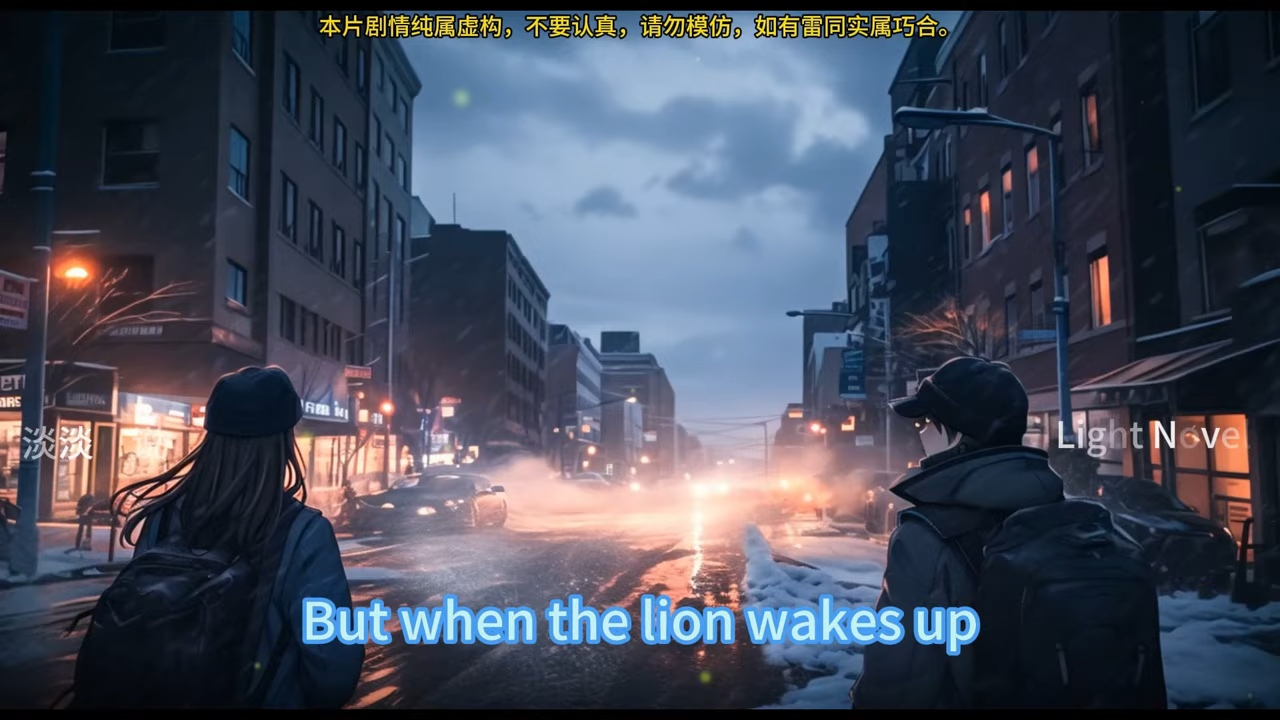 本片剧情纯属虚构，不要认真，请勿模仿，如有雷同实属巧合。
淡淡
Light Novel
But when the lion wakes up